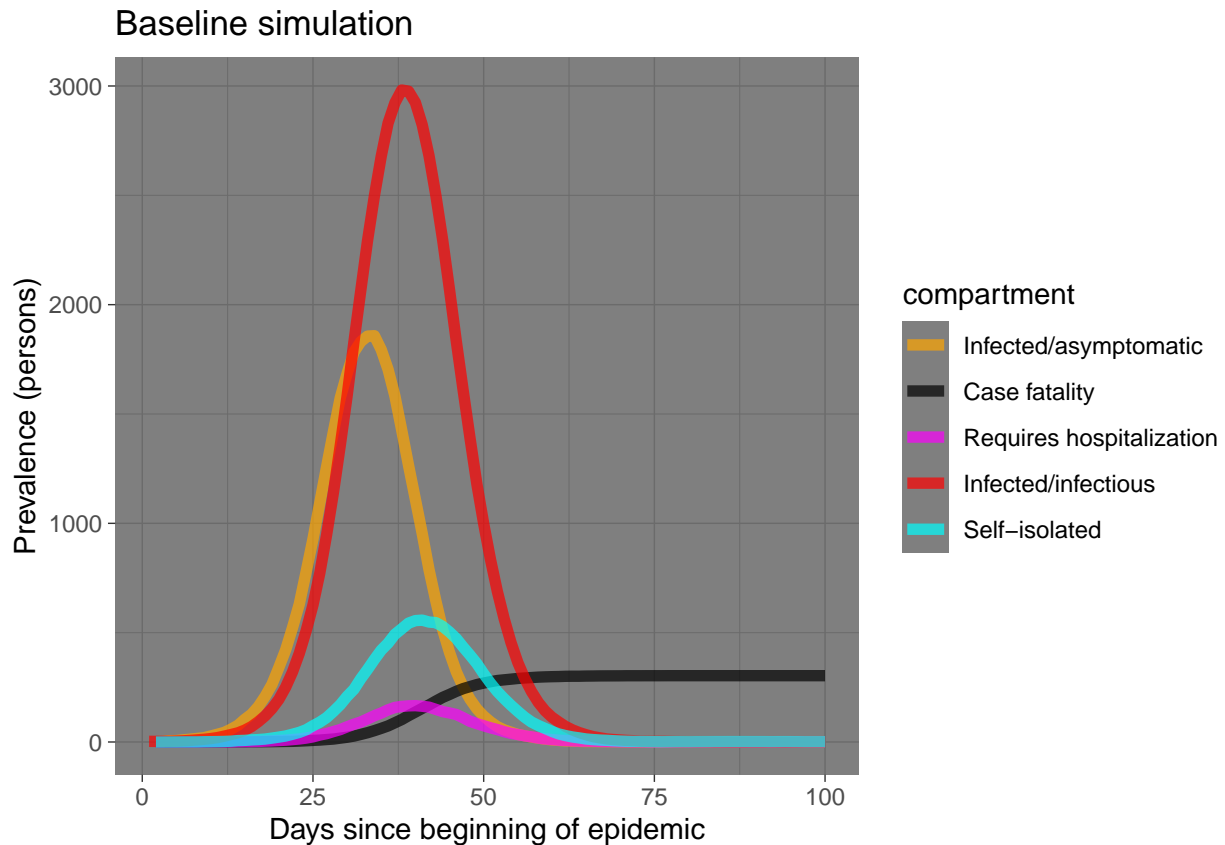 Baseline simulation
Prevalence (persons)
3000
2000
1000
0
0 25 50 75 100
Days since beginning of epidemic
compartment
Infected/asymptomatic
Case fatality
Requires hospitalization
Infected/infectious
Self−isolated